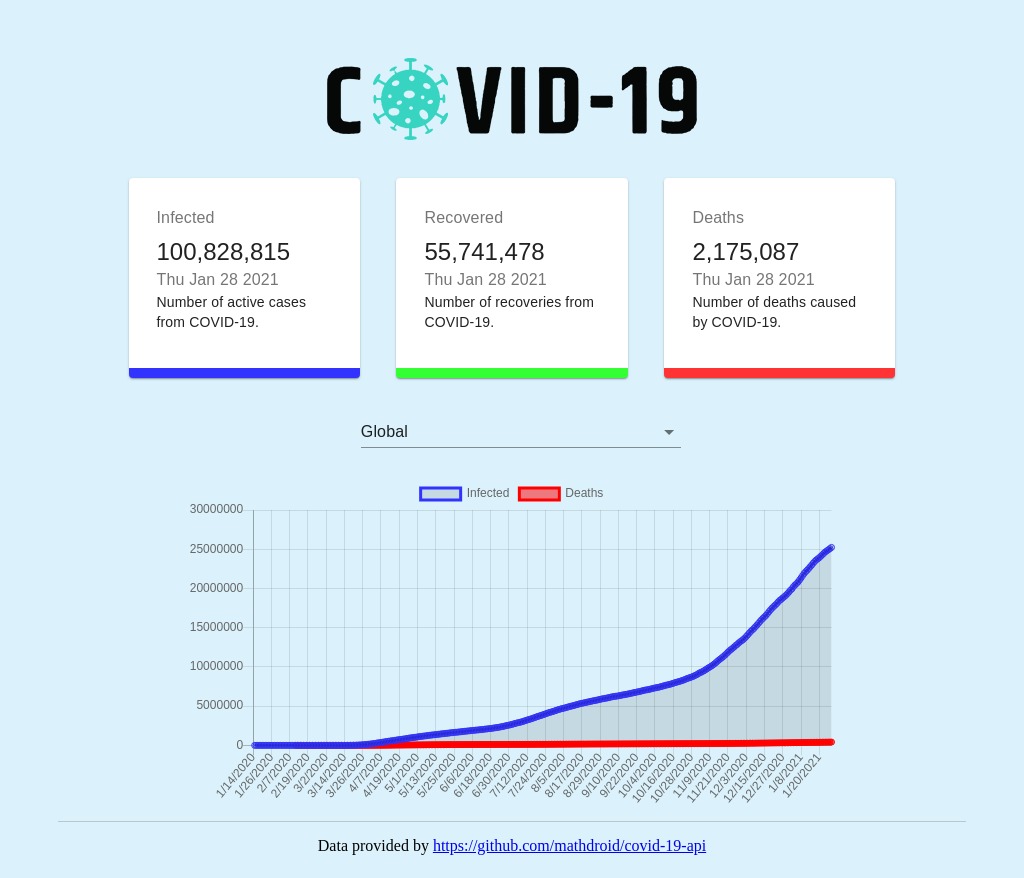 COVID-19
Infected
100,828,815
Thu Jan 28 2021
Number of active cases
from COVID-19.
Recovered
55,741,478
Thu Jan 28 2021
Number of recoveries from
COVID-19.
Deaths
2,175,087
Thu Jan 28 2021
Number of deaths caused
by COVID-19.
Global
Infected Deaths
30000000
25000000
20000000
15000000
10000000
5000000
0
1/14/2020
1/26/2020
2/7/2020
2/19/2020
3/2/2020
3/14/2020
3/26/2020
4/7/2020
4/19/2020
5/1/2020
5/13/2020
5/25/2020
6/6/2020
6/18/2020
6/30/2020
7/12/2020
7/24/2020
8/5/2020
8/17/2020
8/29/2020
9/10/2020
9/22/2020
10/4/2020
10/16/2020
10/28/2020
11/9/2020
11/21/2020
12/3/2020
12/15/2020
12/27/2020
1/8/2021
1/20/2021
Data provided by https://github.com/mathdroid/covid-19-api